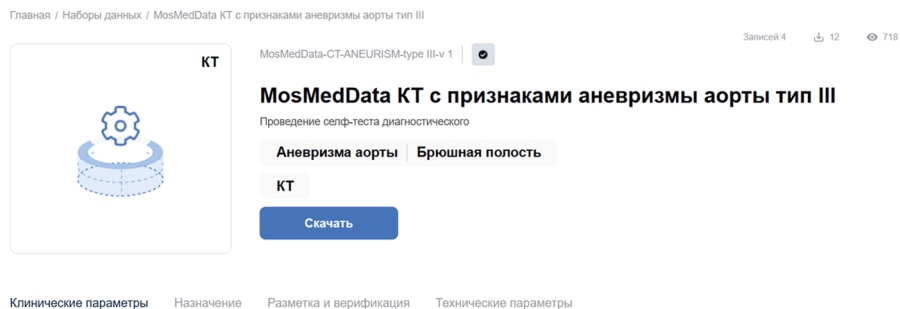 Главная / Наборы данных / MosMedData КТ с признаками аневризмы аорты тип III
Записей:4 12 718
КТ
MosMedData-CT-ANEURISM-type III-v 1
MosMedData КТ с признаками аневризмы аорты тип III
Проведение селф-теста диагностического
Аневризма аорты Брюшная полость
КТ
Скачать
Клинические параметры Назначение Разметка и верификация Технические параметры